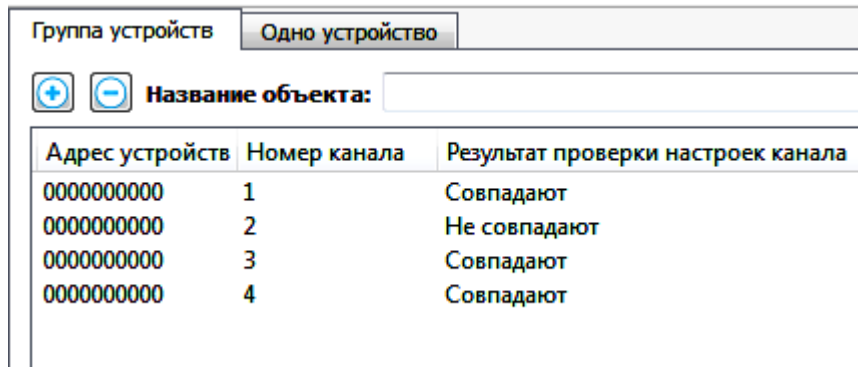 Группа устройств Одно устройство
Название объекта:
Адрес устройств Номер канала Результат проверки настроек канала
0000000000 1 Совпадают
0000000000 2 Не совпадают
0000000000 3 Совпадают
0000000000 4 Совпадают